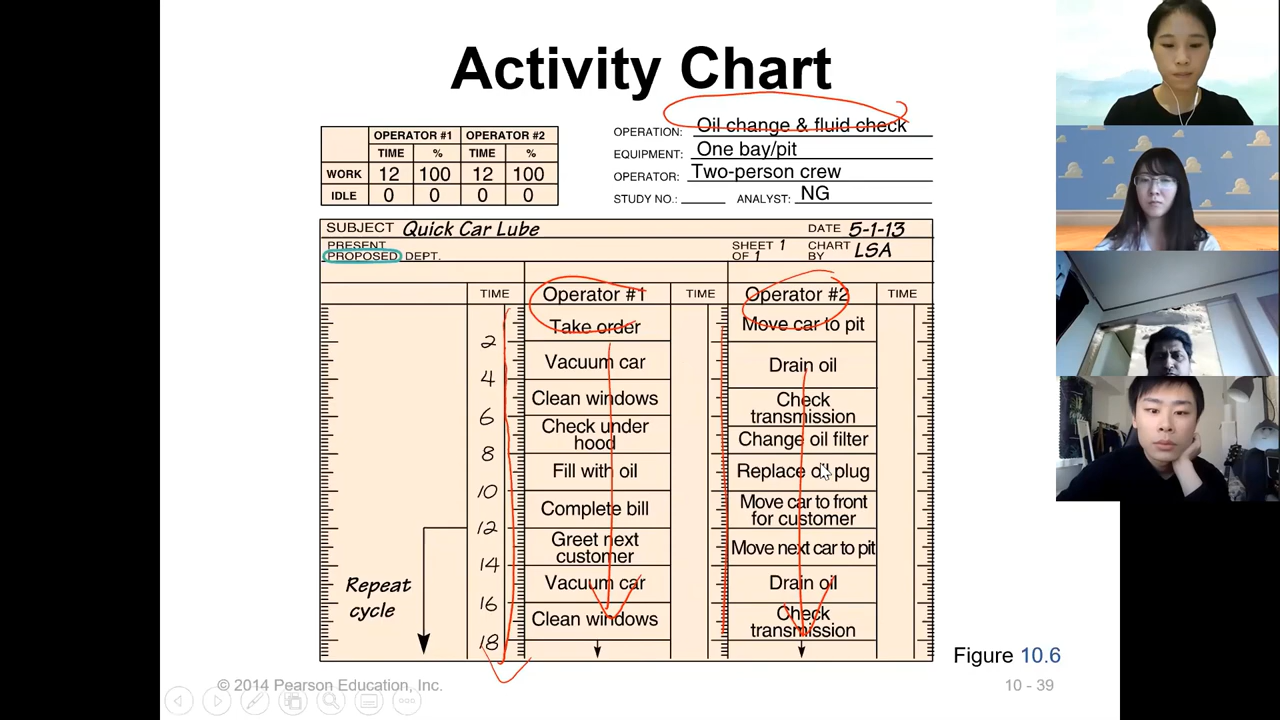 Activity Chart
OPERATOR #1 OPERATOR #2
TIME % TIME %
WORK 12 100 12 100
IDLE 0 0 0 0
OPERATION: Oil change & fluid check
EQUIPMENT: One bay/pit
OPERATOR: Two-person crew
STUDY NO.: ANALYST: NG
SUBJECT Quick Car Lube DATE 5-1-13
PRESENT
PROPOSED DEPT.
SHEET 1
OF 1
CHART
BY LSA
TIME Operator #1 TIME Operator #2 TIME
Take order
Move car to pit
2
Vacuum car
Drain oil
4
Clean windows
Check
transmission
6
Check under
hood
Change oil filter
8
Fill with oil
Replace oil plug
10
Complete bill
Move car to front
for customer
12
Greet next
customer
Move next car to pit
14
Vacuum car
Drain oil
Repeat
cycle
16
Clean windows
Check
transmission
18
Figure 10.6
© 2014 Pearson Education, Inc. 10 - 39